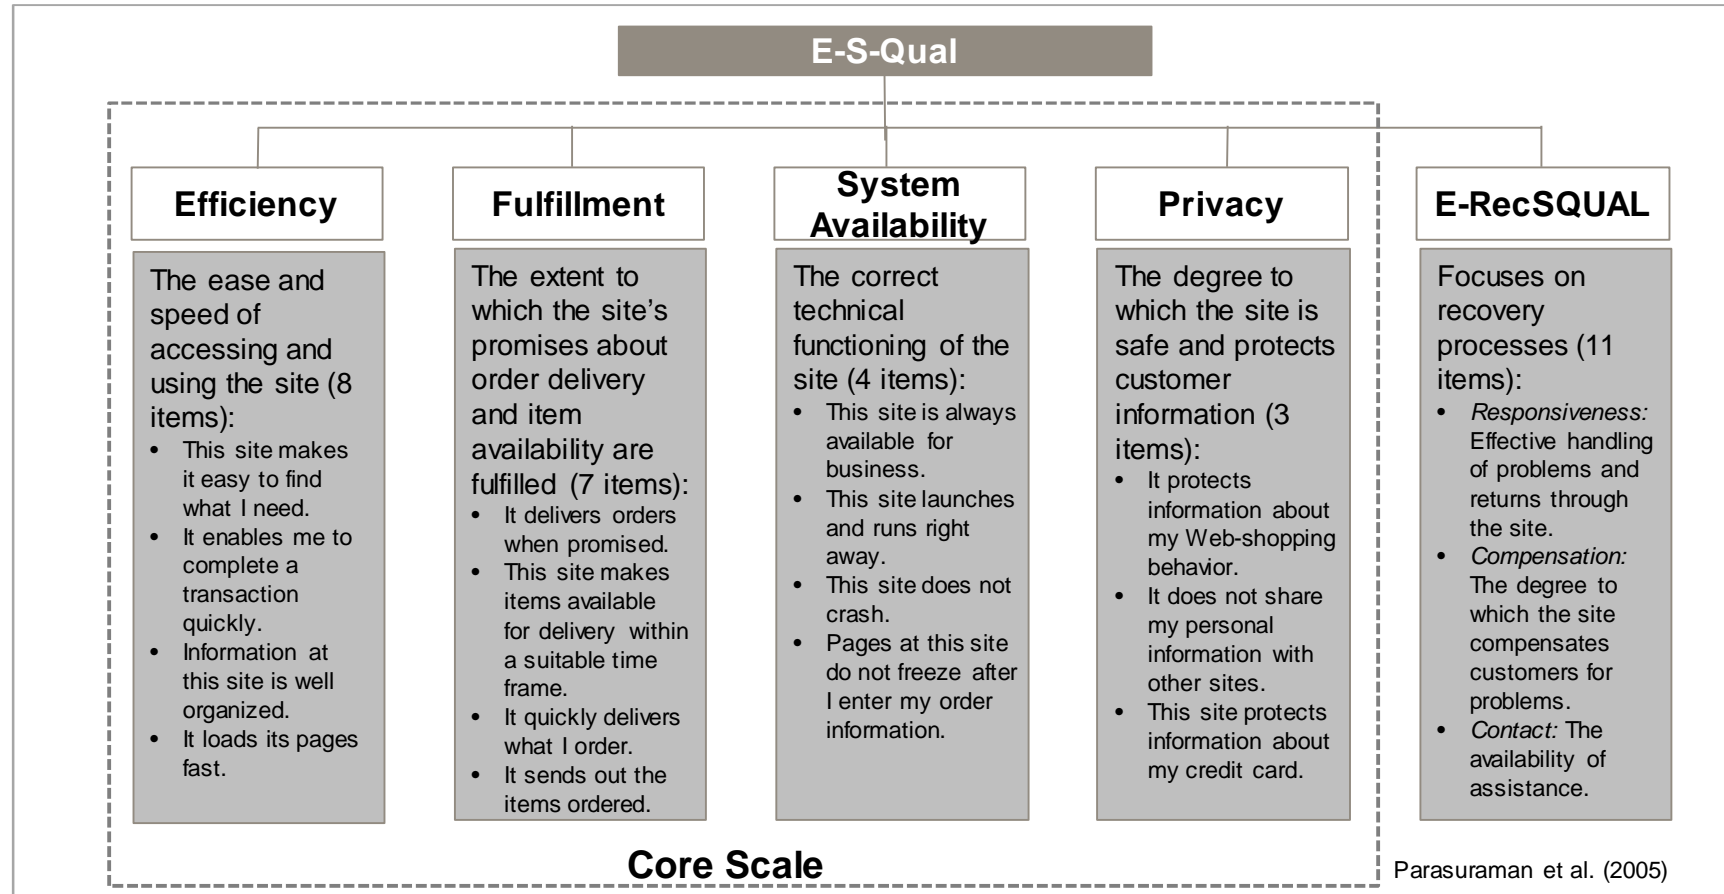 E-S-Qual
Efficiency
The ease and
speed of
accessing and
using the site (8
items):
• This site makes
it easy to find
what I need.
• It enables me to
complete a
transaction
quickly.
• Information at
this site is well
organized.
• It loads its pages
fast.
Fulfillment
The extent to
which the site’s
promises about
order delivery
and item
availability are
fulfilled (7 items):
• It delivers orders
when promised.
• This site makes
items available
for delivery within
a suitable time
frame.
• It quickly delivers
what I order.
• It sends out the
items ordered.
System
Availability
The correct
technical
functioning of the
site (4 items):
• This site is always
available for
business.
• This site launches
and runs right
away.
• This site does not
crash.
• Pages at this site
do not freeze after
I enter my order
information.
Privacy
The degree to
which the site is
safe and protects
customer
information (3
items):
• It protects
information about
my Web-shopping
behavior.
• It does not share
my personal
information with
other sites.
• This site protects
information about
my credit card.
E-RecSQUAL
Focuses on
recovery
processes (11
items):
• Responsiveness:
Effective handling
of problems and
returns through
the site.
• Compensation:
The degree to
which the site
compensates
customers for
problems.
• Contact: The
availability of
assistance.
Core Scale
Parasuraman et al. (2005)